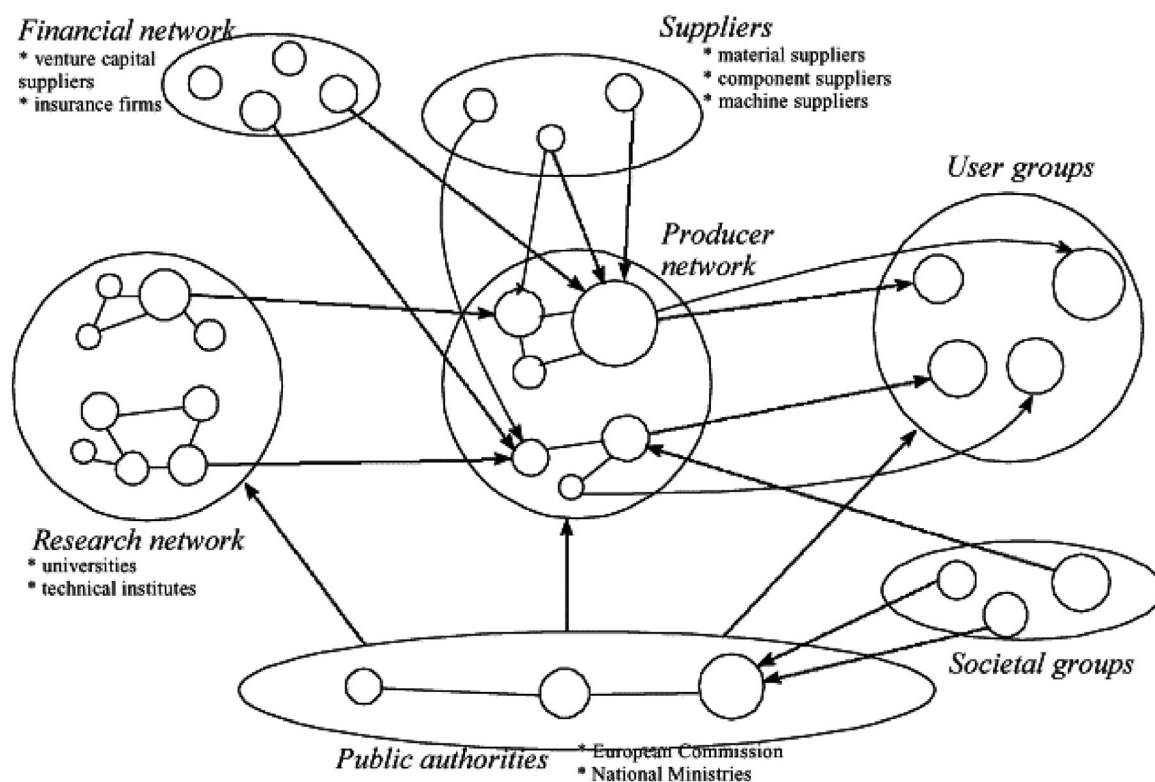 Financial network
* venture capital
suppliers
* insurance firms
Suppliers
* material suppliers
* component suppliers
* machine suppliers
User groups
Producer
network
Research network
* universities
* technical institutes
Societal groups
Public authorities
* European Commission
* National Ministries